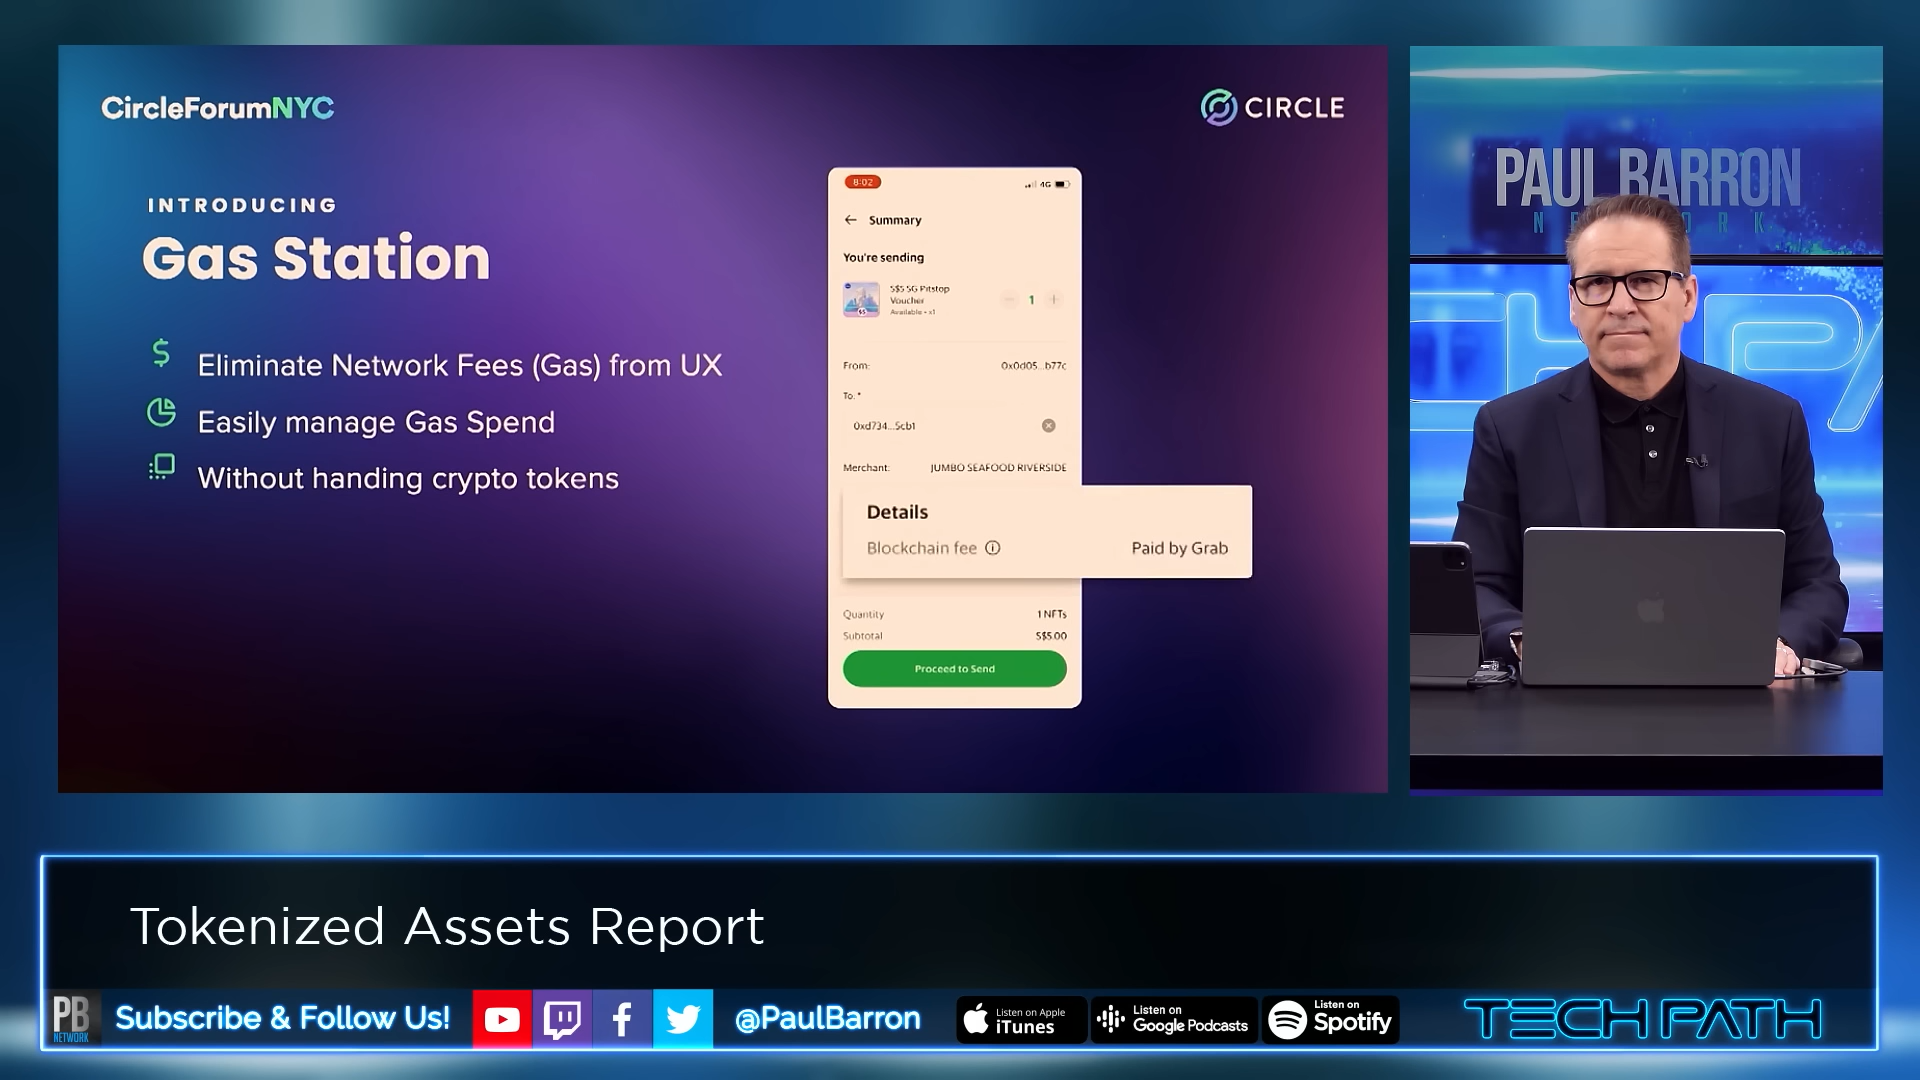 CircleForumNYC
CIRCLE
INTRODUCING
Gas Station
$ Eliminate Network Fees (Gas) from UX
Easily manage Gas Spend
Without handing crypto tokens
8:02
4G
← Summary
You're sending
S$5 SG Pitstop
Voucher
Available • x1
− 1 +
$5
From: 0x0d05...b77c
To: *
0xd734...5cb1
Merchant: JUMBO SEAFOOD RIVERSIDE
Details
Blockchain fee Paid by Grab
Quantity 1 NFTs
Subtotal S$5.00
Proceed to Send
PAUL BARRON
Tokenized Assets Report
PB
NETWORK
Subscribe & Follow Us!
@PaulBarron
Listen on Apple
iTunes
Listen on
Google Podcasts
Listen on
Spotify
TECH PATH